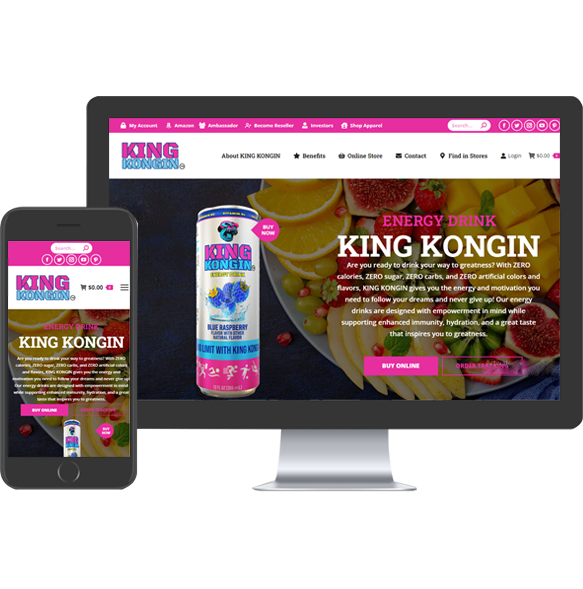 My Account Amazon Ambassador Become Reseller Investors Shop Apparel Search...
KING
KONGIN
About KING KONGIN Benefits Online Store Contact Find in Stores Login $0.00 0
BUY
NOW
KING
KONGIN
ENERGY DRINK
BLUE RASPBERRY
FLAVOR WITH OTHER
NATURAL FLAVOR
LIMIT WITH KING KO
ENERGY DRINK
KING KONGIN
Are you ready to drink your way to greatness? With ZERO
calories, ZERO sugar, ZERO carbs, and ZERO artificial colors and
flavors, KING KONGIN gives you the energy and motivation you
need to follow your dreams and never give up! Our energy
drinks are designed with empowerment in mind while
supporting enhanced immunity, hydration, and a great taste
that inspires you to greatness.
BUY ONLINE
Search...
KING
KONGIN
$0.00 0
ENERGY DRINK
KING KONGIN
Are you ready to drink your way to greatness? With ZERO
calories, ZERO sugar, ZERO carbs, and ZERO artificial colors
and flavors, KING KONGIN gives you the energy and
motivation you need to follow your dreams and never give up!
Our energy drinks are designed with empowerment in mind
while supporting enhanced immunity, hydration, and a great
taste that inspires you to greatness.
BUY ONLINE
BUY
NOW
KING
KONGIN